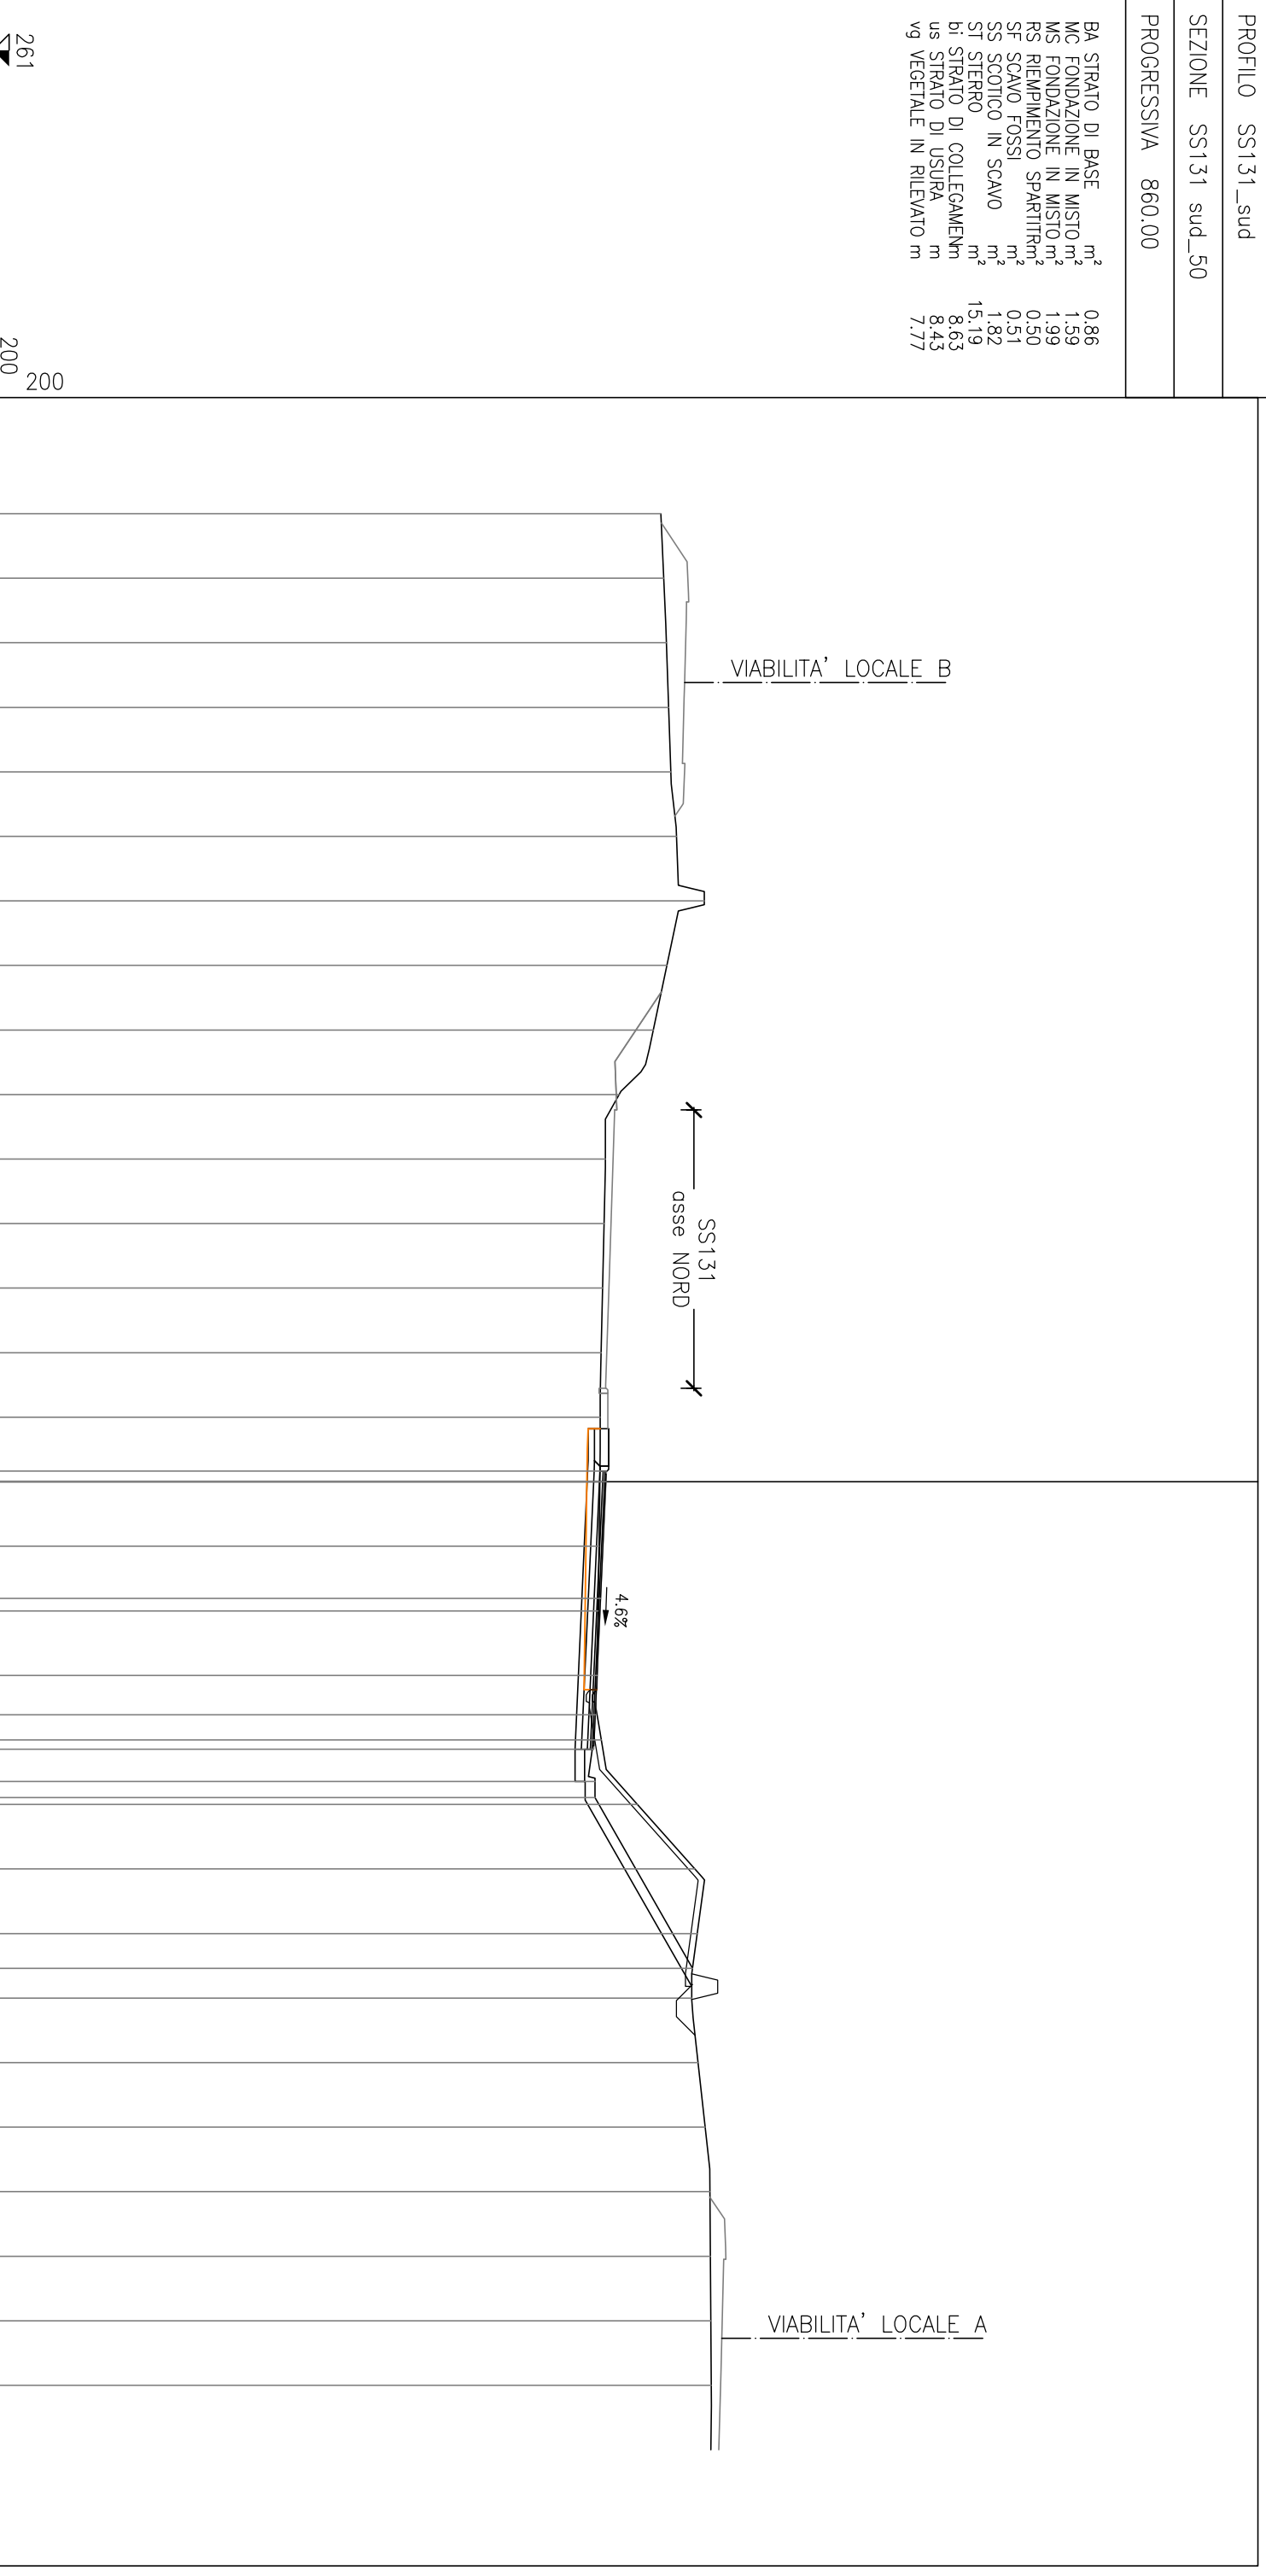 PROFILO SS131_sud
SEZIONE SS131 sud_50
PROGRESSIVA 860.00
BA STRATO DI BASE m² 0.86
MC FONDAZIONE IN MISTO m² 1.59
MS FONDAZIONE IN MISTO m² 1.99
RS RIEMPIMENTO SPARTITR m² 0.50
SF SCAVO FOSSI m² 0.51
SS SCOTICO IN SCAVO m² 1.82
ST STERRO m² 15.19
bi STRATO DI COLLEGAMEN m 8.63
us STRATO DI USURA m 8.43
vg VEGETALE IN RILEVATO m 7.77
VIABILITA' LOCALE B
SS131
asse NORD
4.6%
VIABILITA' LOCALE A
261
200
200